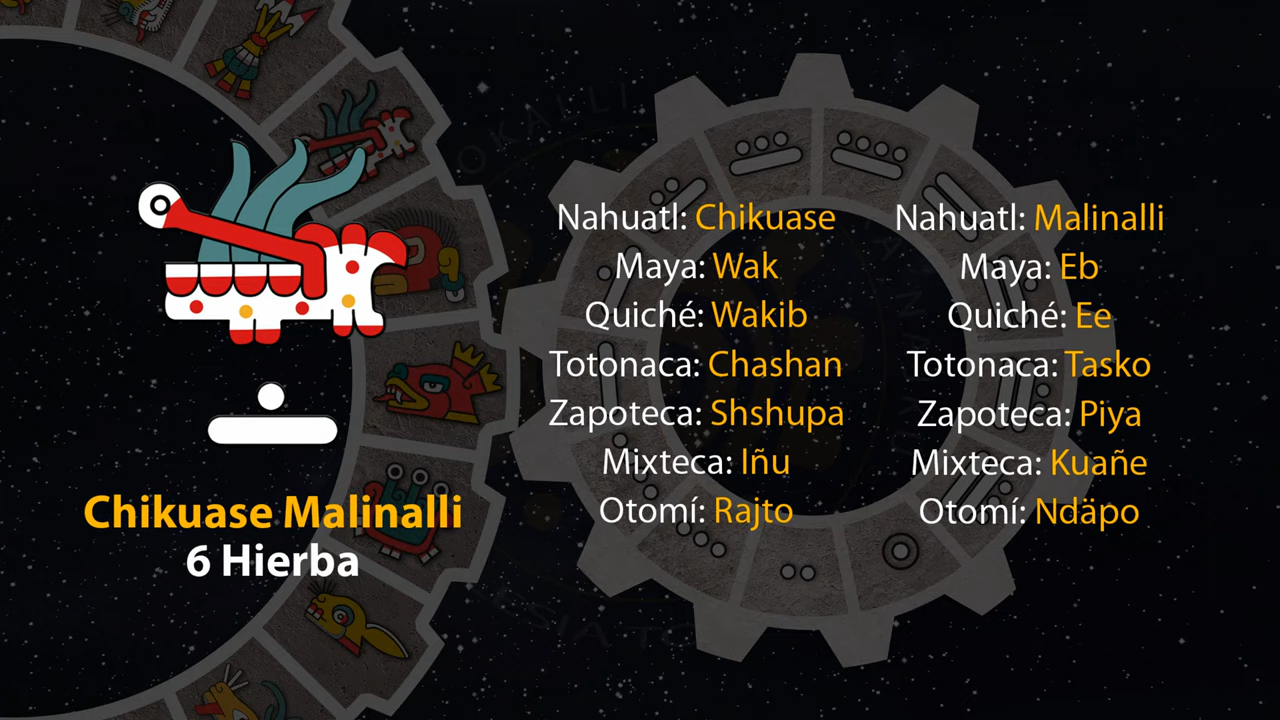 Nahuatl: Chikuase
Maya: Wak
Quiché: Wakib
Totonaca: Chashan
Zapoteca: Shshupa
Mixteca: Iñu
Otomí: Rajto
Nahuatl: Malinalli
Maya: Eb
Quiché: Ee
Totonaca: Tasko
Zapoteca: Piya
Mixteca: Kuañe
Otomí: Ndäpo
Chikuase Malinalli
6 Hierba